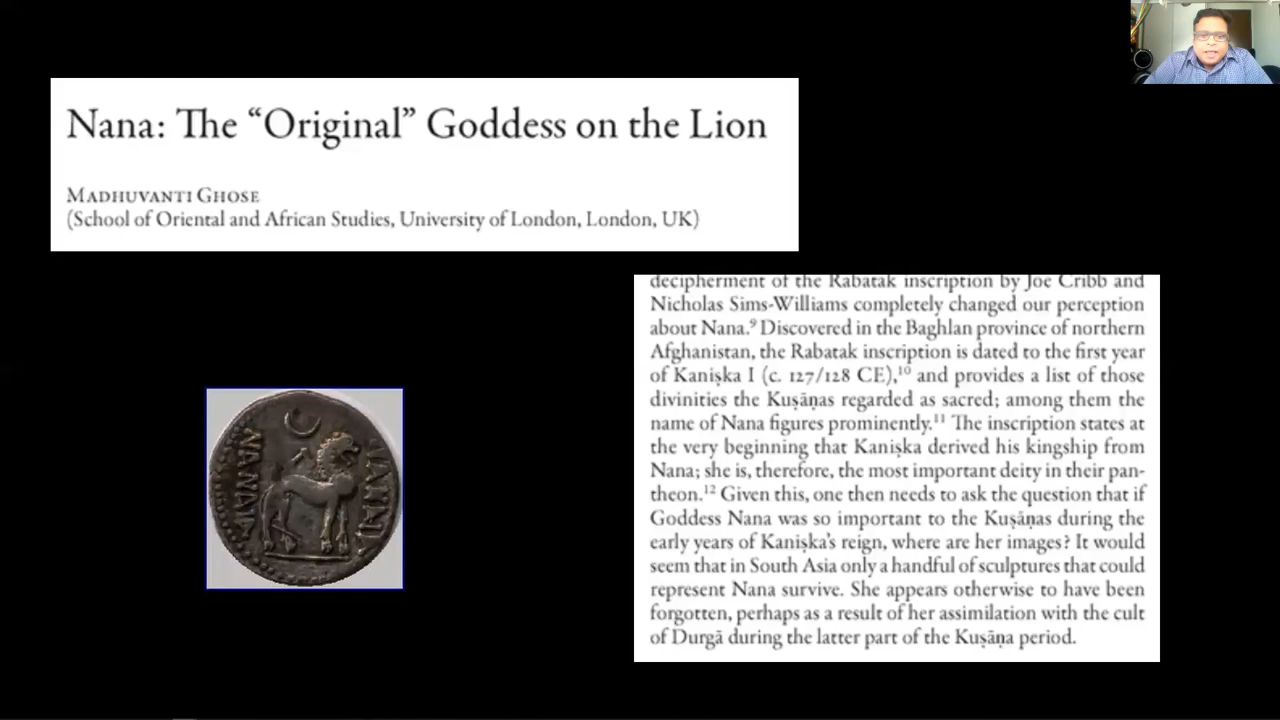 Nana: The “Original” Goddess on the Lion
Madhuvanti Ghose
(School of Oriental and African Studies, University of London, London, UK)
decipherment of the Rabatak inscription by Joe Cribb and
Nicholas Sims-Williams completely changed our perception
about Nana.⁹ Discovered in the Baghlan province of northern
Afghanistan, the Rabatak inscription is dated to the first year
of Kaniṣka I (c. 127/128 CE),¹⁰ and provides a list of those
divinities the Kuṣāṇas regarded as sacred; among them the
name of Nana figures prominently.¹¹ The inscription states at
the very beginning that Kaniṣka derived his kingship from
Nana; she is, therefore, the most important deity in their pan-
theon.¹² Given this, one then needs to ask the question that if
Goddess Nana was so important to the Kuṣāṇas during the
early years of Kaniṣka’s reign, where are her images? It would
seem that in South Asia only a handful of sculptures that could
represent Nana survive. She appears otherwise to have been
forgotten, perhaps as a result of her assimilation with the cult
of Durgā during the latter part of the Kuṣāṇa period.